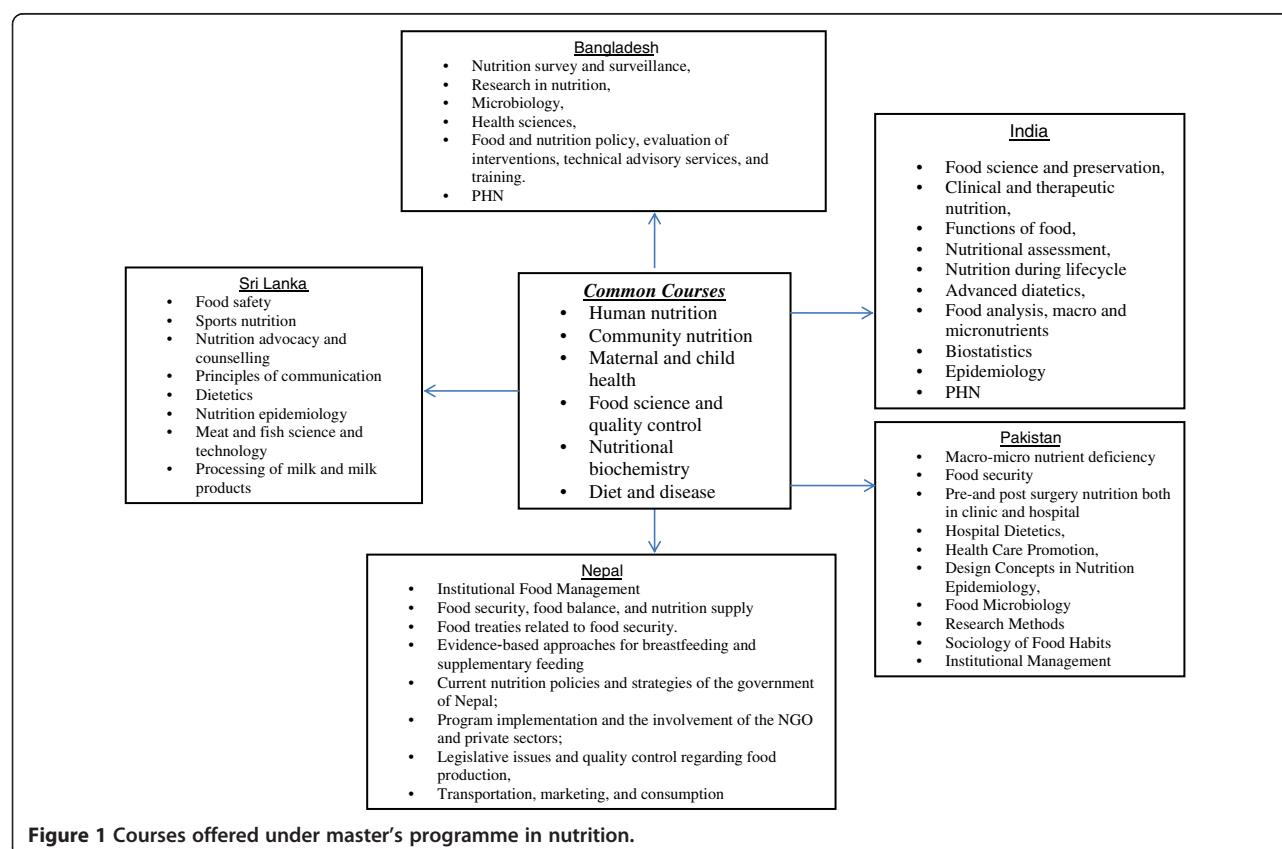 Bangladesh
• Nutrition survey and surveillance,
• Research in nutrition,
• Microbiology,
• Health sciences,
• Food and nutrition policy, evaluation of
interventions, technical advisory services, and
training.
• PHN
India
• Food science and preservation,
• Clinical and therapeutic
nutrition,
• Functions of food,
• Nutritional assessment,
• Nutrition during lifecycle
• Advanced diatetics,
• Food analysis, macro and
micronutrients
• Biostatistics
• Epidemiology
• PHN
Sri Lanka
• Food safety
• Sports nutrition
• Nutrition advocacy and
counselling
• Principles of communication
• Dietetics
• Nutrition epidemiology
• Meat and fish science and
technology
• Processing of milk and milk
products
Common Courses
• Human nutrition
• Community nutrition
• Maternal and child
health
• Food science and
quality control
• Nutritional
biochemistry
• Diet and disease
Pakistan
• Macro-micro nutrient deficiency
• Food security
• Pre-and post surgery nutrition both
in clinic and hospital
• Hospital Dietetics,
• Health Care Promotion,
• Design Concepts in Nutrition
Epidemiology,
• Food Microbiology
• Research Methods
• Sociology of Food Habits
• Institutional Management
Nepal
• Institutional Food Management
• Food security, food balance, and nutrition supply
• Food treaties related to food security.
• Evidence-based approaches for breastfeeding and
supplementary feeding
• Current nutrition policies and strategies of the government
of Nepal;
• Program implementation and the involvement of the NGO
and private sectors;
• Legislative issues and quality control regarding food
production,
• Transportation, marketing, and consumption
Figure 1 Courses offered under master's programme in nutrition.